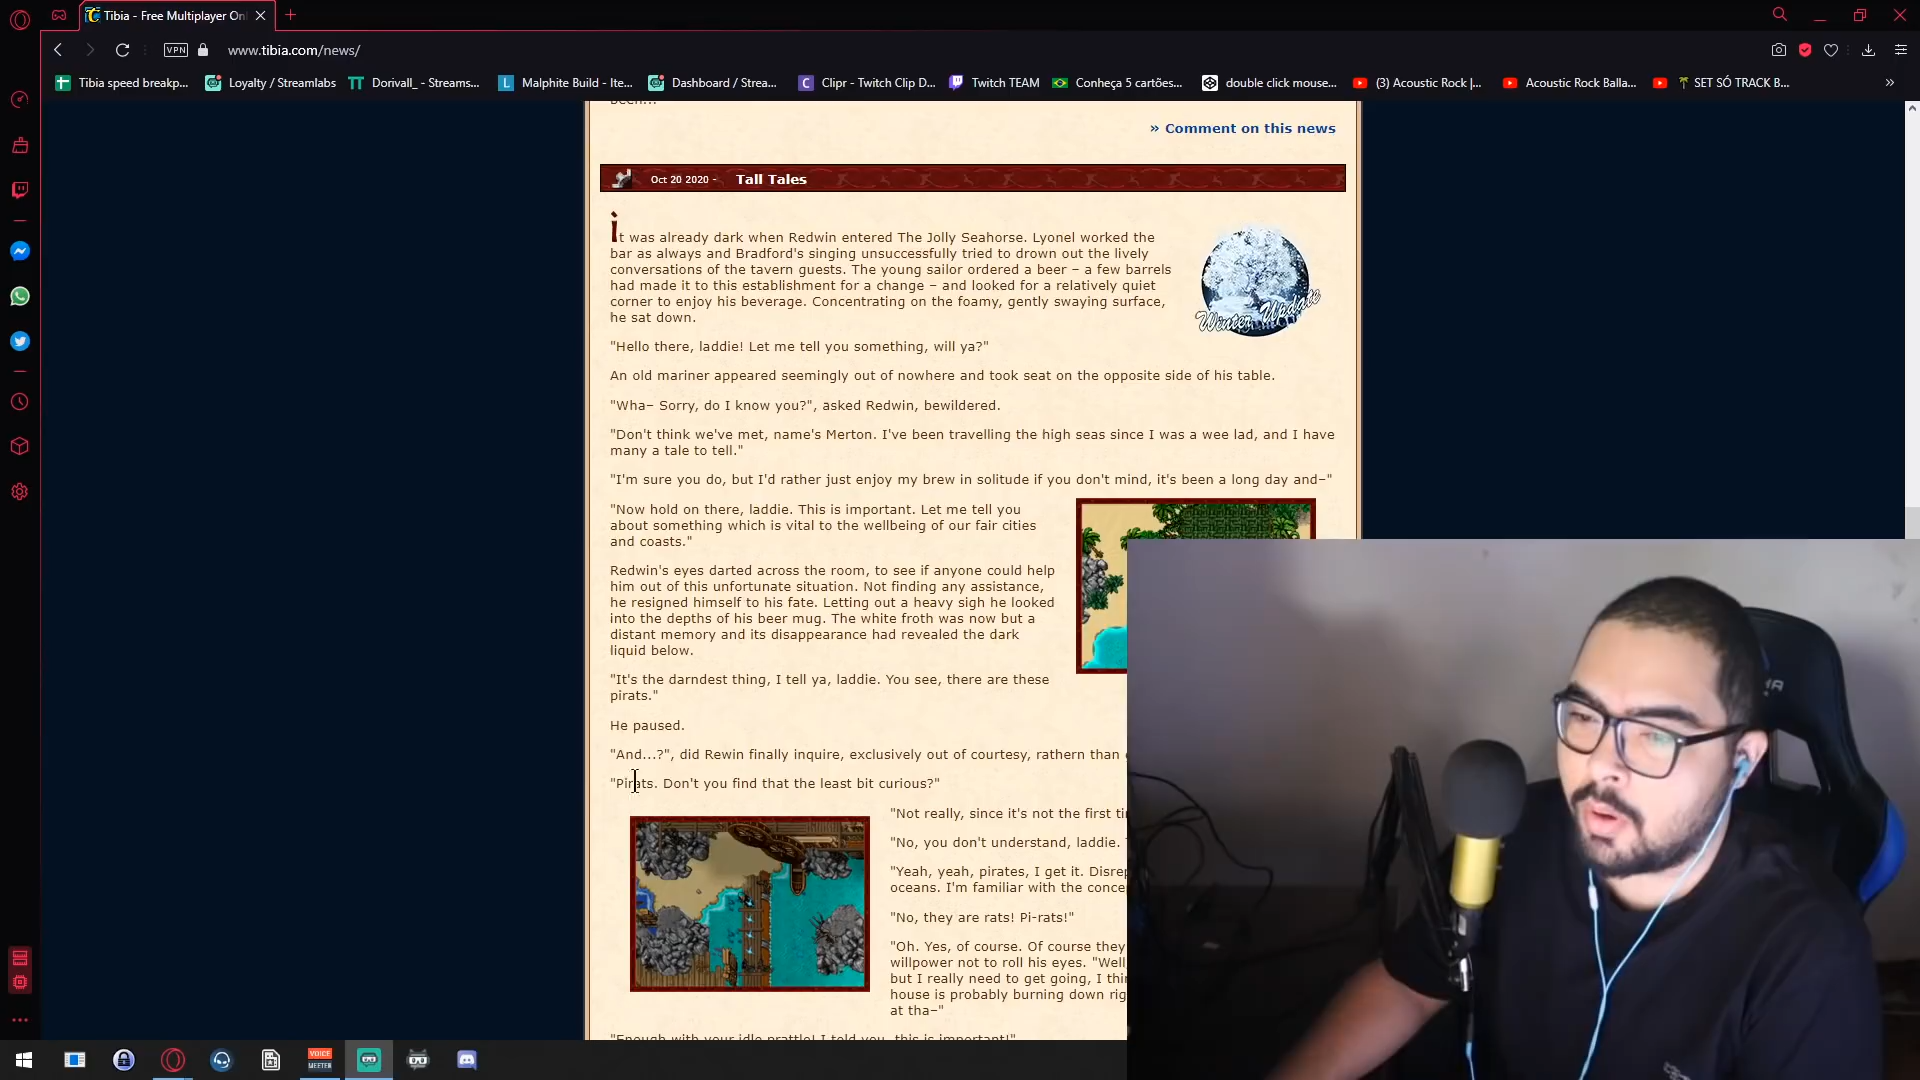 Tibia - Free Multiplayer Onl
VPN
www.tibia.com/news/
Tibia speed breakp...
Loyalty / Streamlabs
Dorivall_ - Streams...
Malphite Build - Ite...
Dashboard / Strea...
Clipr - Twitch Clip D...
Twitch TEAM
Conheça 5 cartões...
double click mouse...
(3) Acoustic Rock |...
Acoustic Rock Balla...
SET SÓ TRACK B...
»
been...
» Comment on this news
Oct 20 2020 - Tall Tales
It was already dark when Redwin entered The Jolly Seahorse. Lyonel worked the
bar as always and Bradford's singing unsuccessfully tried to drown out the lively
conversations of the tavern guests. The young sailor ordered a beer – a few barrels
had made it to this establishment for a change – and looked for a relatively quiet
corner to enjoy his beverage. Concentrating on the foamy, gently swaying surface,
he sat down.
Winter Update
"Hello there, laddie! Let me tell you something, will ya?"
An old mariner appeared seemingly out of nowhere and took seat on the opposite side of his table.
"Wha– Sorry, do I know you?", asked Redwin, bewildered.
"Don't think we've met, name's Merton. I've been travelling the high seas since I was a wee lad, and I have
many a tale to tell."
"I'm sure you do, but I'd rather just enjoy my brew in solitude if you don't mind, it's been a long day and–"
"Now hold on there, laddie. This is important. Let me tell you
about something which is vital to the wellbeing of our fair cities
and coasts."
Redwin's eyes darted across the room, to see if anyone could help
him out of this unfortunate situation. Not finding any assistance,
he resigned himself to his fate. Letting out a heavy sigh he looked
into the depths of his beer mug. The white froth was now but a
distant memory and its disappearance had revealed the dark
liquid below.
"It's the darndest thing, I tell ya, laddie. You see, there are these
pirats."
He paused.
"And...?", did Rewin finally inquire, exclusively out of courtesy, rathern than
"Pirats. Don't you find that the least bit curious?"
"Not really, since it's not the first
"No, you don't understand, laddie.
"Yeah, yeah, pirates, I get it.
oceans. I'm familiar with the
"No, they are rats! Pi-rats!"
"Oh. Yes, of course. Of course they
willpower not to roll his eyes. "Well,
but I really need to get going, I
house is probably burning down
at tha–"
"Enough with your idle prattle! I told you, this is important!"
VOICE
MEETER